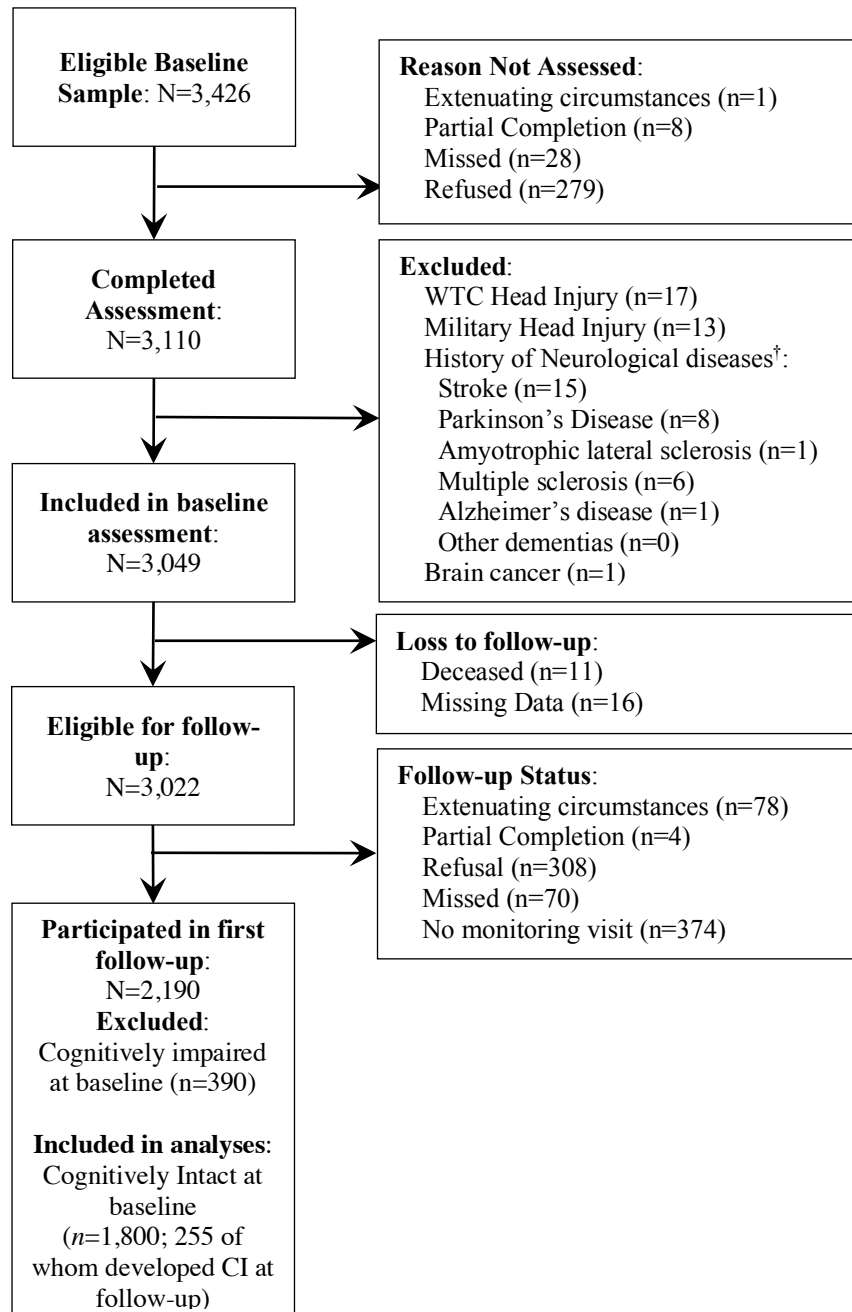 Eligible Baseline
Sample: N=3,426
Reason Not Assessed:
Extenuating circumstances (n=1)
Partial Completion (n=8)
Missed (n=28)
Refused (n=279)
Completed
Assessment:
N=3,110
Excluded:
WTC Head Injury (n=17)
Military Head Injury (n=13)
History of Neurological diseases†:
Stroke (n=15)
Parkinson’s Disease (n=8)
Amyotrophic lateral sclerosis (n=1)
Multiple sclerosis (n=6)
Alzheimer’s disease (n=1)
Other dementias (n=0)
Brain cancer (n=1)
Included in baseline
assessment:
N=3,049
Loss to follow-up:
Deceased (n=11)
Missing Data (n=16)
Eligible for follow-
up:
N=3,022
Follow-up Status:
Extenuating circumstances (n=78)
Partial Completion (n=4)
Refusal (n=308)
Missed (n=70)
No monitoring visit (n=374)
Participated in first
follow-up:
N=2,190
Excluded:
Cognitively impaired
at baseline (n=390)
Included in analyses:
Cognitively Intact at
baseline
(n=1,800; 255 of
whom developed CI at
follow-up)